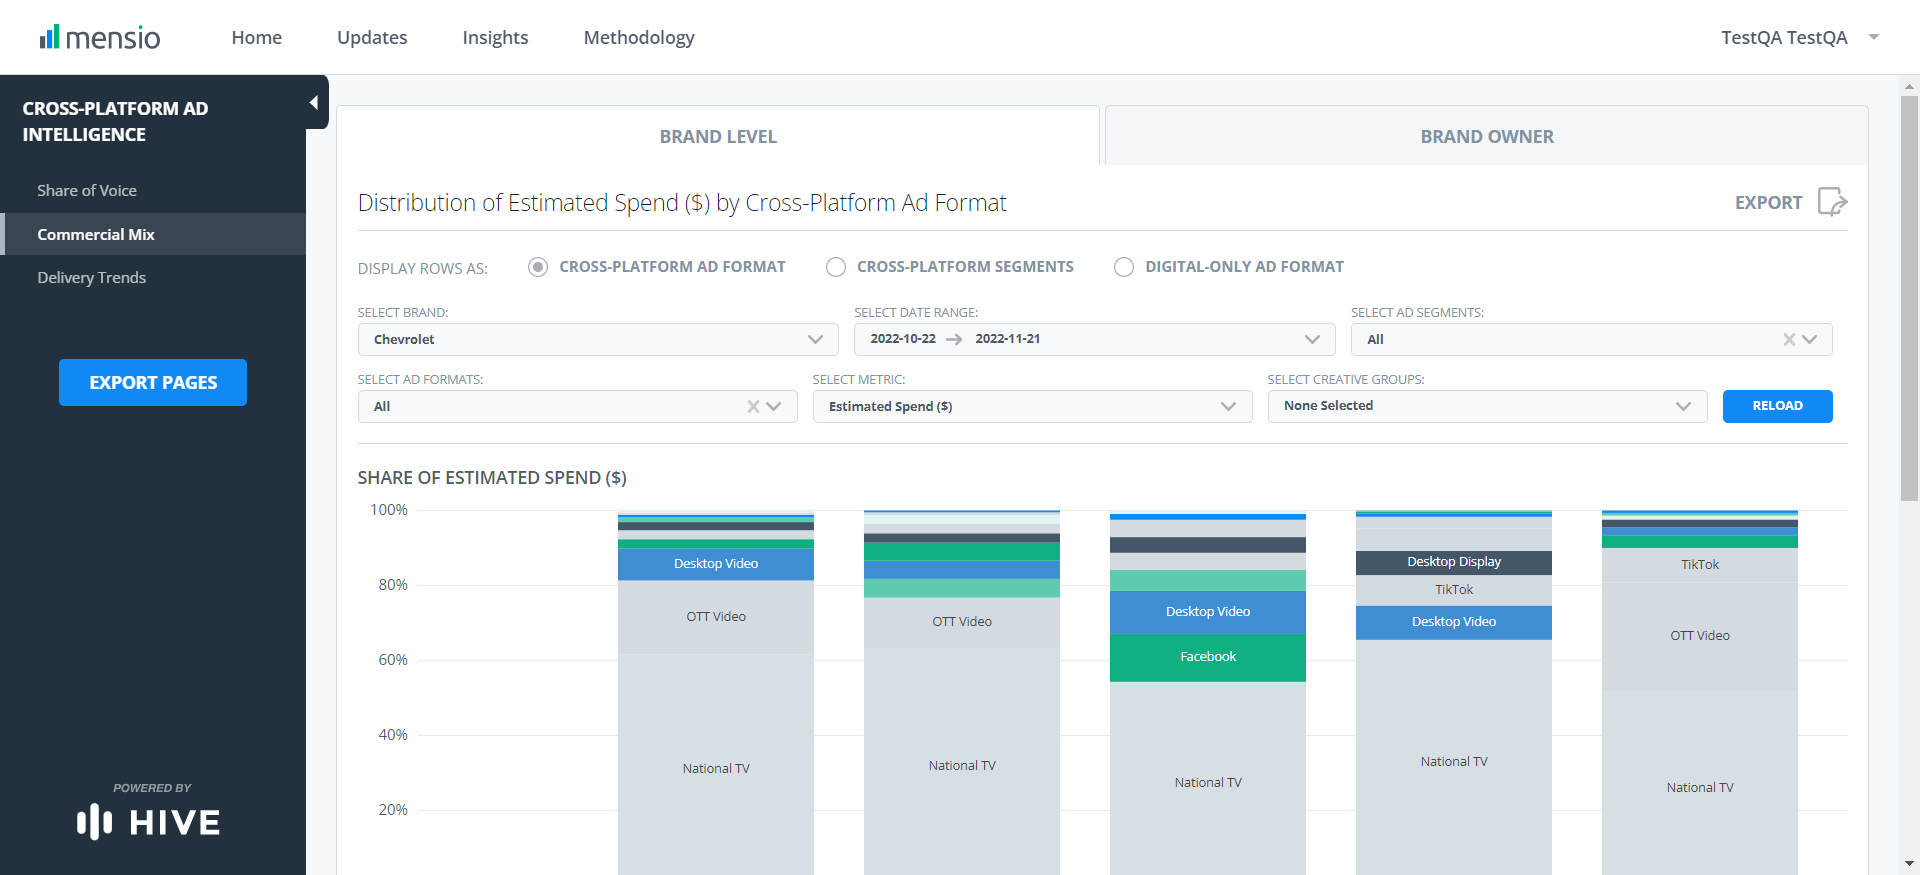 mensio
Home
Updates
Insights
Methodology
TestQA TestQA
CROSS-PLATFORM AD
INTELLIGENCE
Share of Voice
Commercial Mix
Delivery Trends
EXPORT PAGES
POWERED BY
HIVE
BRAND LEVEL
BRAND OWNER
Distribution of Estimated Spend ($) by Cross-Platform Ad Format
EXPORT
DISPLAY ROWS AS:
CROSS-PLATFORM AD FORMAT
CROSS-PLATFORM SEGMENTS
DIGITAL-ONLY AD FORMAT
SELECT BRAND:
Chevrolet
SELECT DATE RANGE:
2022-10-22 → 2022-11-21
SELECT AD SEGMENTS:
All
SELECT AD FORMATS:
All
SELECT METRIC:
Estimated Spend ($)
SELECT CREATIVE GROUPS:
None Selected
RELOAD
SHARE OF ESTIMATED SPEND ($)
100%
80%
60%
40%
20%
Desktop Video
OTT Video
National TV
OTT Video
National TV
Desktop Video
Facebook
National TV
Desktop Display
TikTok
Desktop Video
National TV
TikTok
OTT Video
National TV